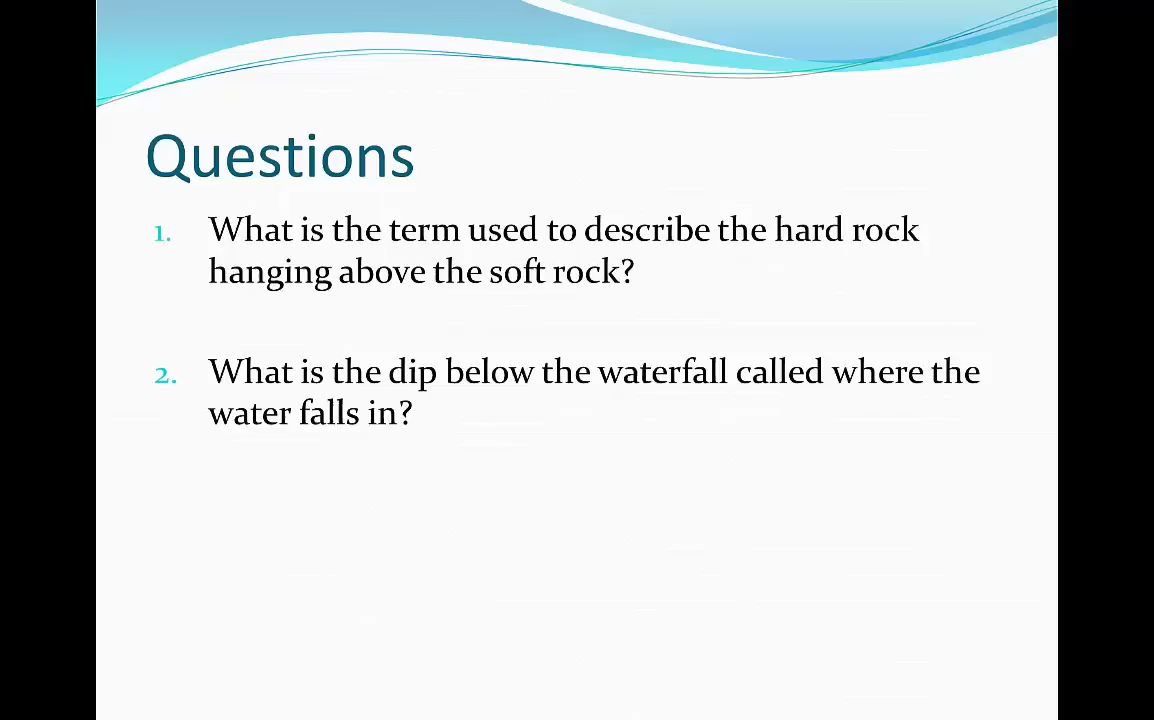 Questions
1. What is the term used to describe the hard rock
hanging above the soft rock?
2. What is the dip below the waterfall called where the
water falls in?